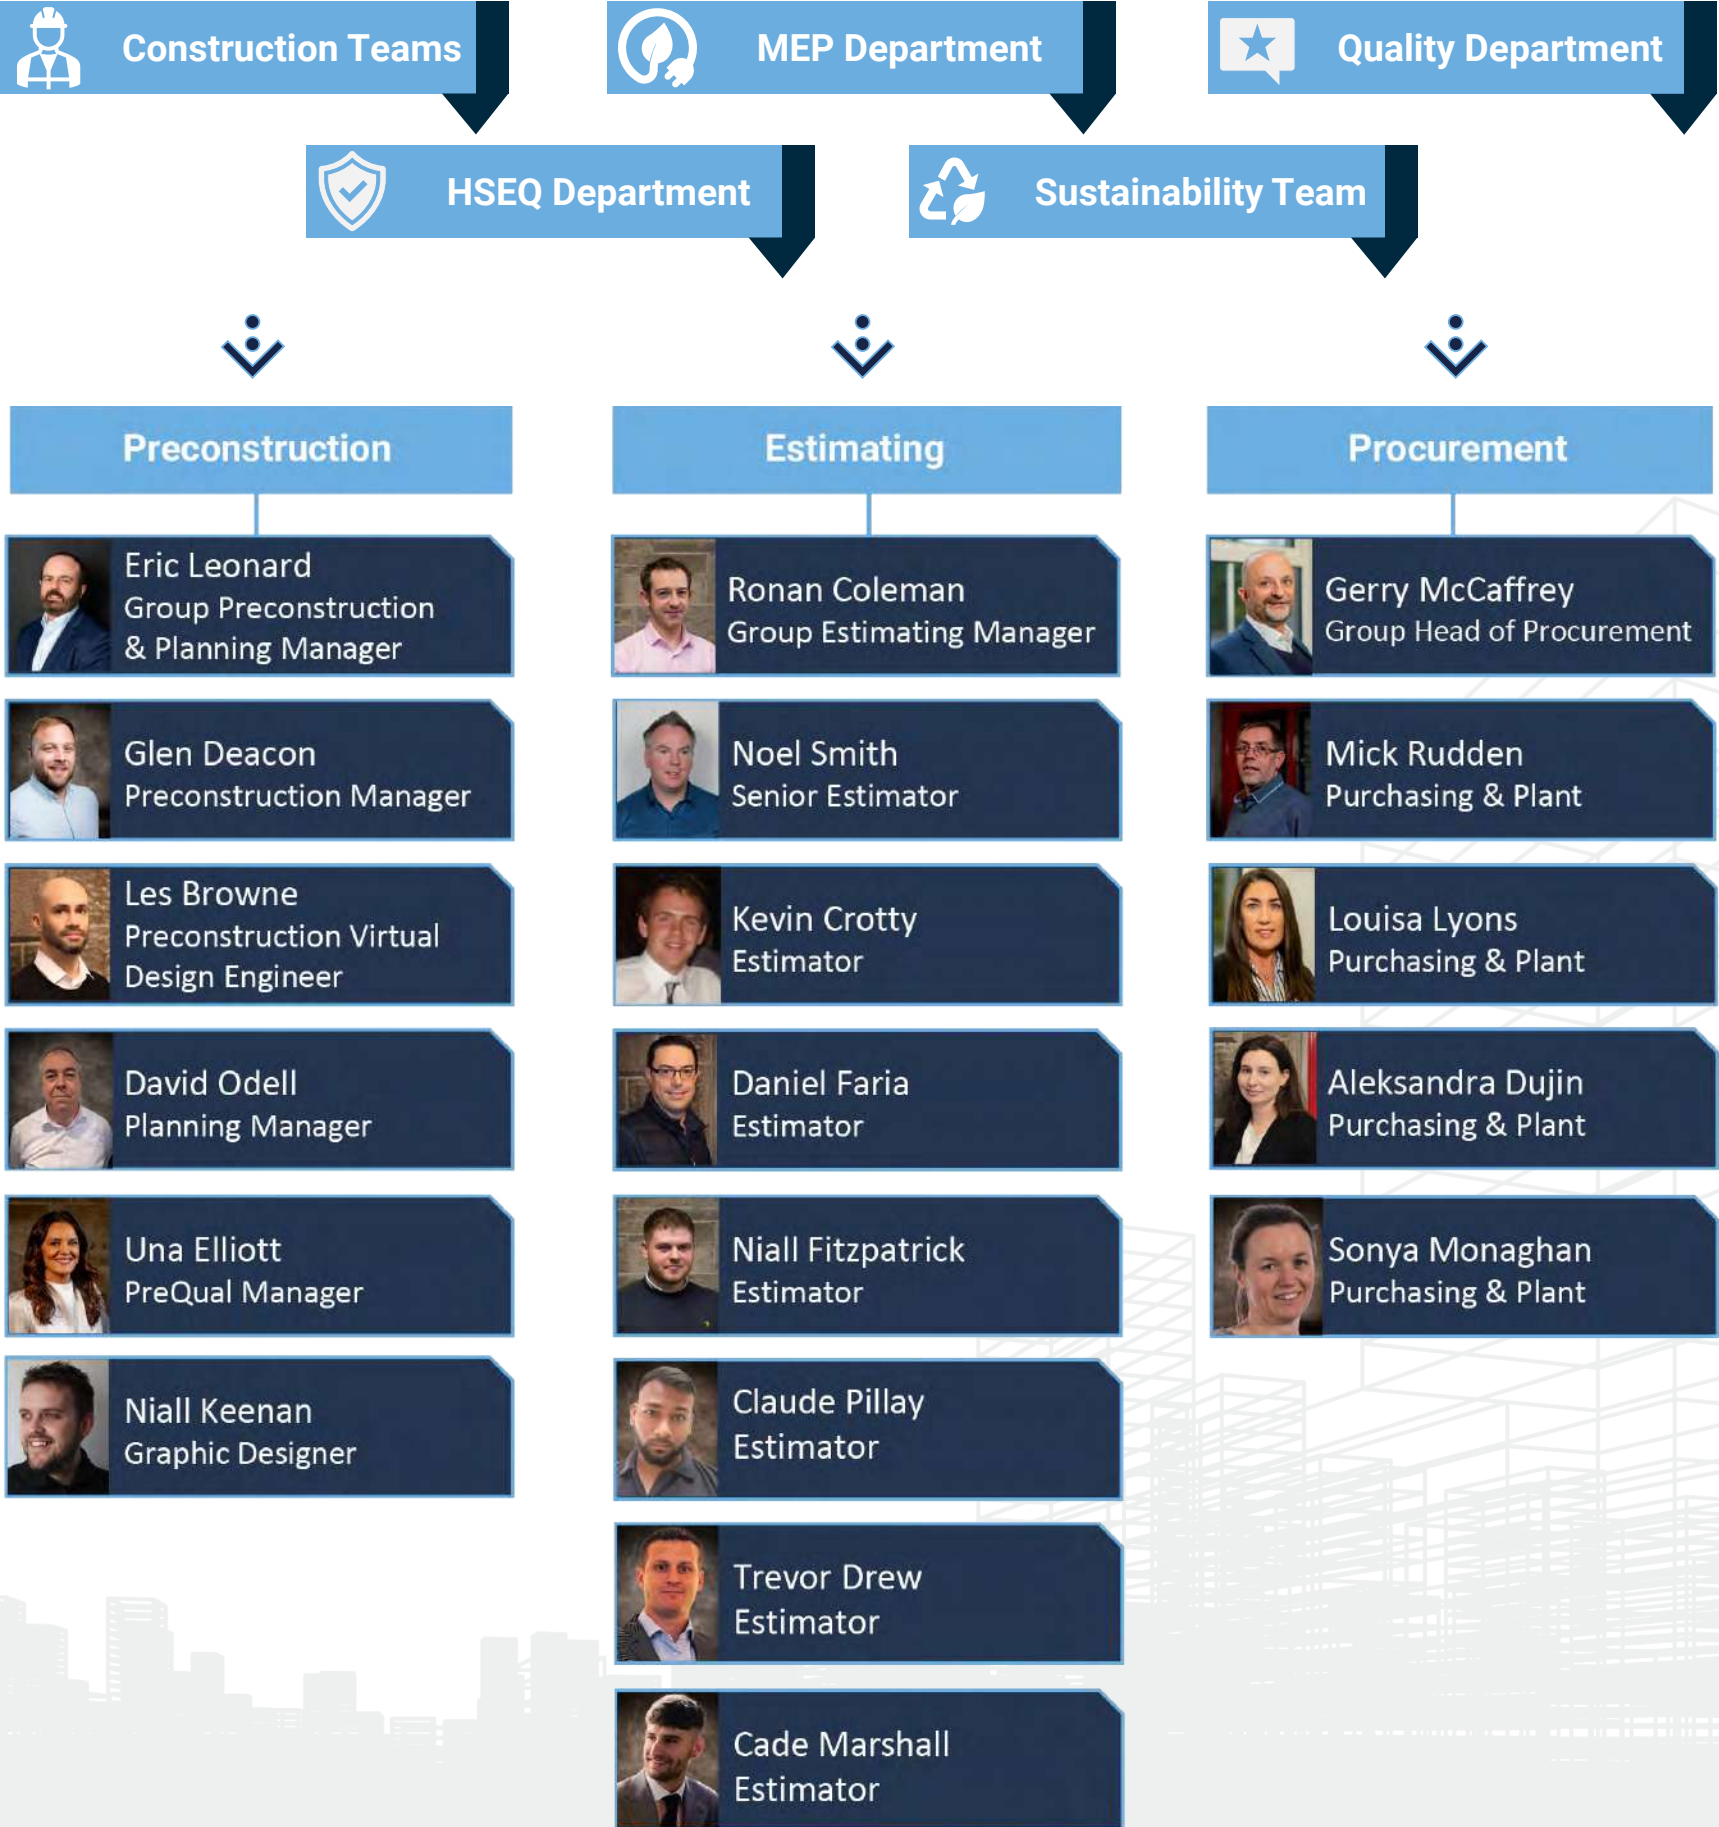 Construction Teams
MEP Department
Quality Department
HSEQ Department
Sustainability Team
Preconstruction
Eric Leonard
Group Preconstruction
& Planning Manager
Glen Deacon
Preconstruction Manager
Les Browne
Preconstruction Virtual
Design Engineer
David Odell
Planning Manager
Una Elliott
PreQual Manager
Niall Keenan
Graphic Designer
Estimating
Ronan Coleman
Group Estimating Manager
Noel Smith
Senior Estimator
Kevin Crotty
Estimator
Daniel Faria
Estimator
Niall Fitzpatrick
Estimator
Claude Pillay
Estimator
Trevor Drew
Estimator
Cade Marshall
Estimator
Procurement
Gerry McCaffrey
Group Head of Procurement
Mick Rudden
Purchasing & Plant
Louisa Lyons
Purchasing & Plant
Aleksandra Dujin
Purchasing & Plant
Sonya Monaghan
Purchasing & Plant